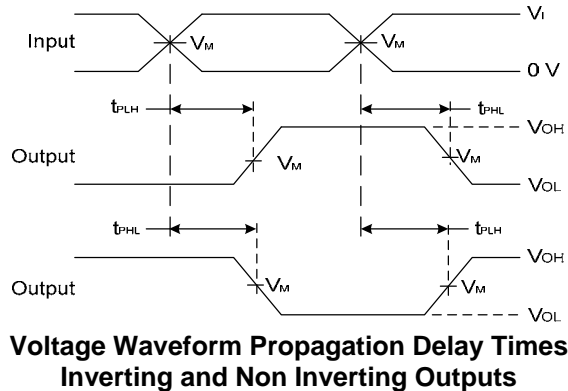 Input VM VM VI
0 V
tPLH tPHL
VOH
Output VM VM
VOL
tPHL tPLH
VOH
Output VM VM
VOL
Voltage Waveform Propagation Delay Times
Inverting and Non Inverting Outputs